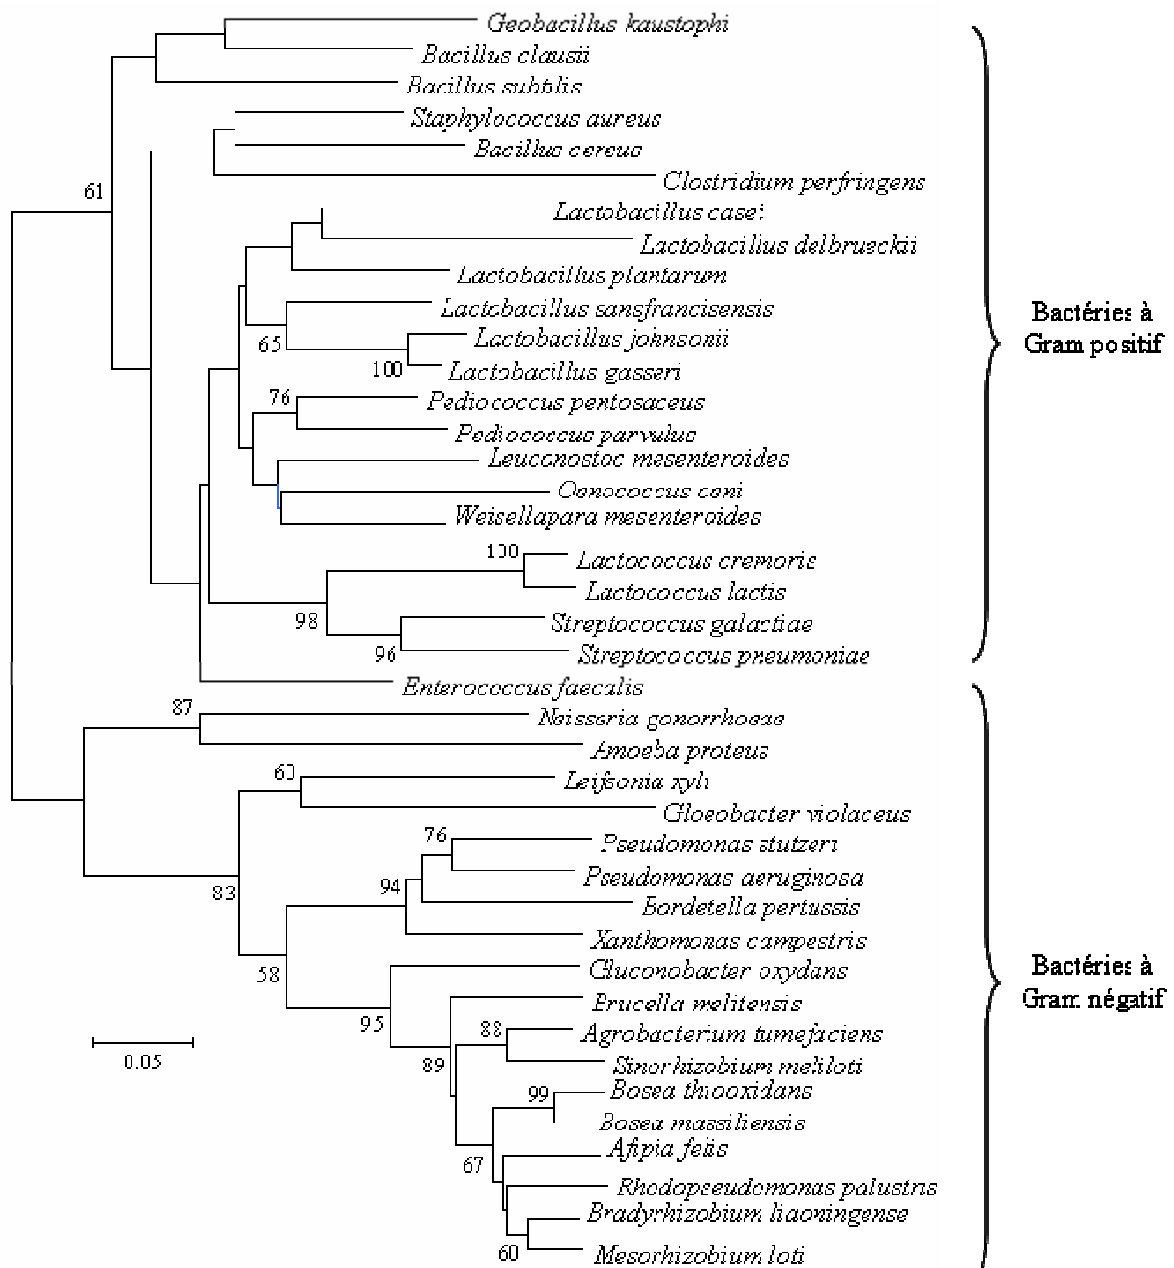 Geobacillus kaustophi
Bacillus clausii
Bacillus subtilis
Staphylococcus aureus
Bacillus cereus
61
Clostridium perfringens
Lactobacillus casei
Lactobacillus delbrueckii
Lactobacillus plantarum
Lactobacillus sansfrancisensis
Bactéries à
Gram positif
65
Lactobacillus johnsonii
100
Lactobacillus gasseri
76
Pediococcus pentosaceus
Pediococcus parvulus
Leuconostoc mesenteroides
Oenococcus oeni
Weisellapara mesenteroides
100
Lactococcus cremoris
Lactococcus lactis
98
Streptococcus galactiae
96
Streptococcus pneumoniae
Enterococcus faecalis
87
Neisseria gonorrhoeae
Amoeba proteus
60
Leifsonia xyli
Gloeobacter violaceus
76
Pseudomonas stutzeri
83
94
Pseudomonas aeruginosa
Bordetella pertussis
Xanthomonas campestris
58
Gluconobacter oxydans
Bactéries à
Gram négatif
95
Brucella melitensis
88
Agrobacterium tumefaciens
0.05
89
Sinorhizobium meliloti
99
Bosea thiooxidans
Bosea massiliensis
67
Afipia felis
Rhodopseudomonas palustris
Bradyrhizobium liaoningense
60
Mesorhizobium loti